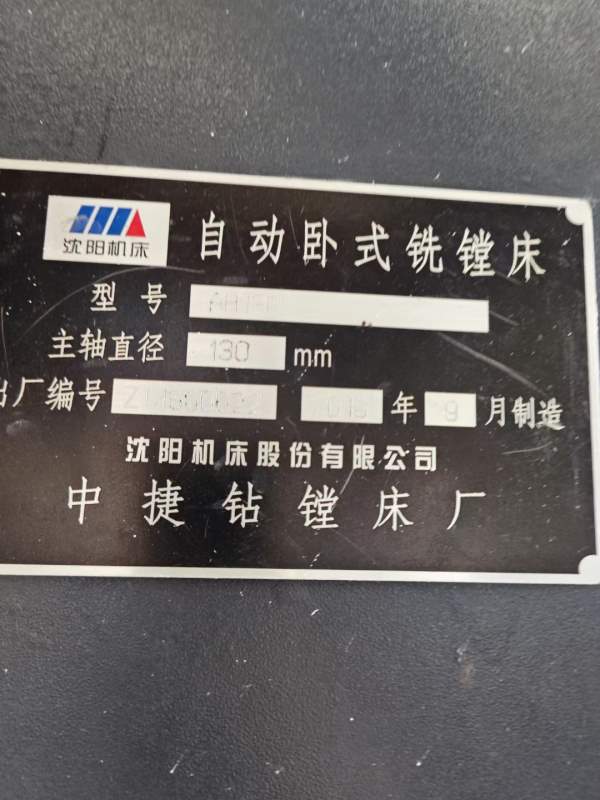 沈阳机床
自动卧式铣镗床
型号
主轴直径 130 mm
出厂编号 年 9 月制造
沈阳机床股份有限公司
中捷钻镗床厂